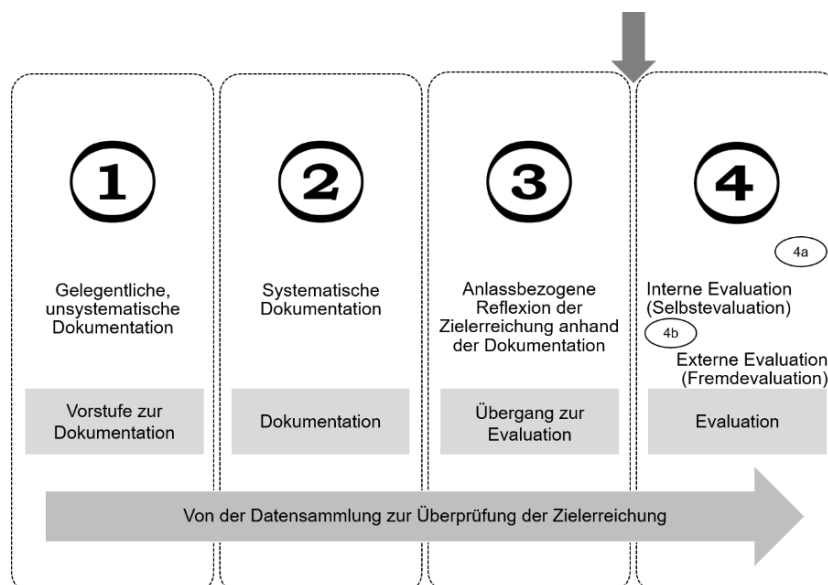 1
Gelegentliche,
unsystematische
Dokumentation
Vorstufe zur
Dokumentation
2
Systematische
Dokumentation
Dokumentation
3
Anlassbezogene
Reflexion der
Zielerreichung anhand
der Dokumentation
Übergang zur
Evaluation
4
4a
Interne Evaluation
(Selbstevaluation)
4b
Externe Evaluation
(Fremdevaluation)
Evaluation
Von der Datensammlung zur Überprüfung der Zielerreichung